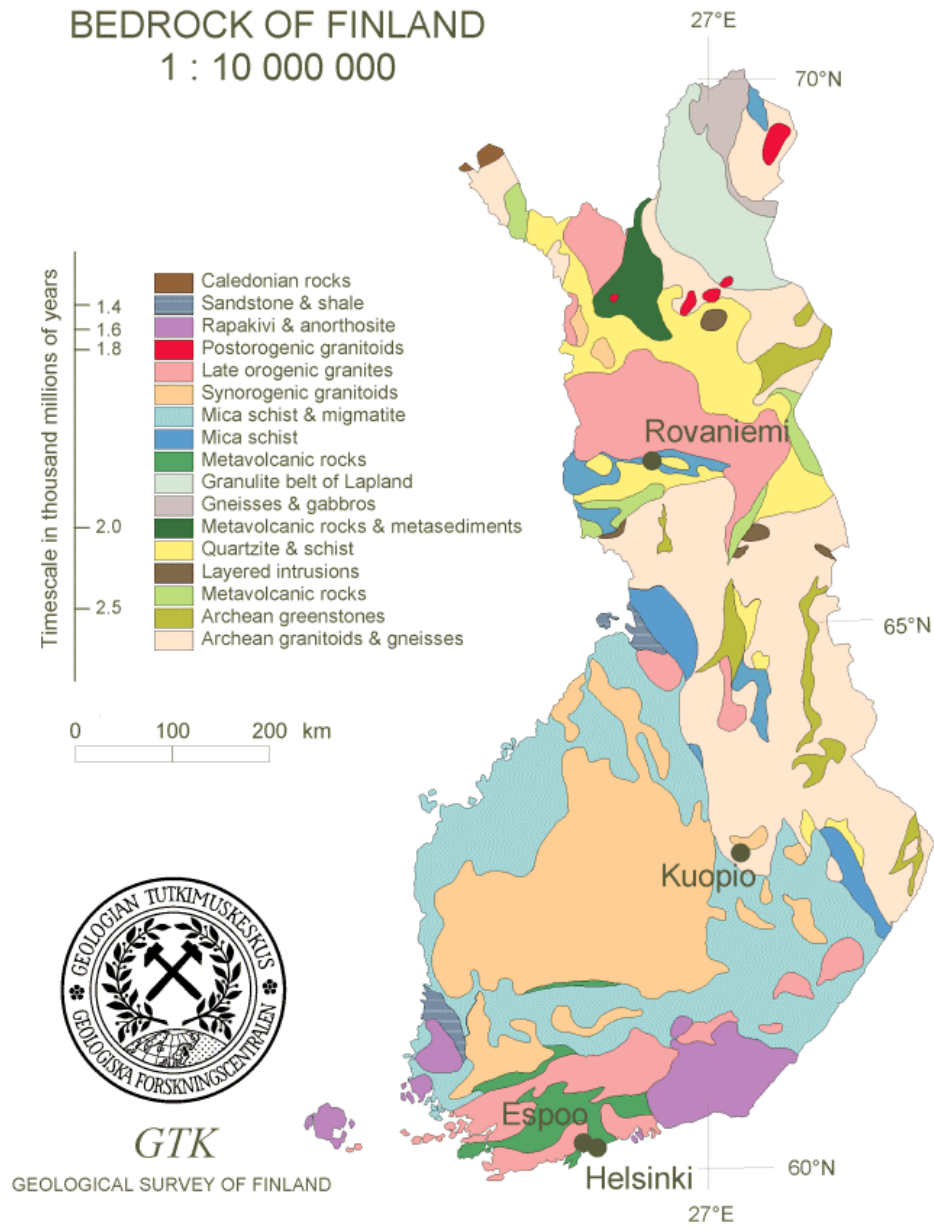 BEDROCK OF FINLAND
1 : 10 000 000
27°E
70°N
Timescale in thousand millions of years
1.4
1.6
1.8
2.0
2.5
Caledonian rocks
Sandstone & shale
Rapakivi & anorthosite
Postorogenic granitoids
Late orogenic granites
Synorogenic granitoids
Mica schist & migmatite
Mica schist
Metavolcanic rocks
Granulite belt of Lapland
Gneisses & gabbros
Metavolcanic rocks & metasediments
Quartzite & schist
Layered intrusions
Metavolcanic rocks
Archean greenstones
Archean granitoids & gneisses
Rovaniemi
65°N
0 100 200 km
Kuopio
GEOLOGIAN TUTKIMUSKESKUS
GEOLOGISKA FORSKNINGSCENTRALEN
Espoo
Helsinki
GTK
GEOLOGICAL SURVEY OF FINLAND
60°N
27°E